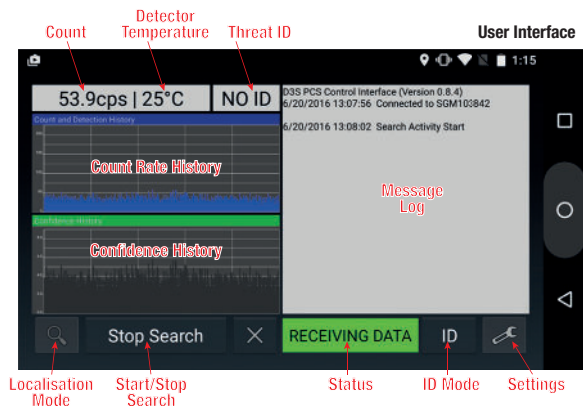 Count
Detector
Temperature
Threat ID
User Interface
1:15
53.9cps | 25°C
NO ID
D3S PCS Control Interface (Version 0.8.4)
6/20/2016 13:07:56 Connected to SGM103842
6/20/2016 13:08:02 Search Activity Start
Count and Detection History
Count Rate History
Message
Log
Confidence History
Confidence History
Stop Search
RECEIVING DATA
ID
Localisation
Mode
Start/Stop
Search
Status
ID Mode
Settings